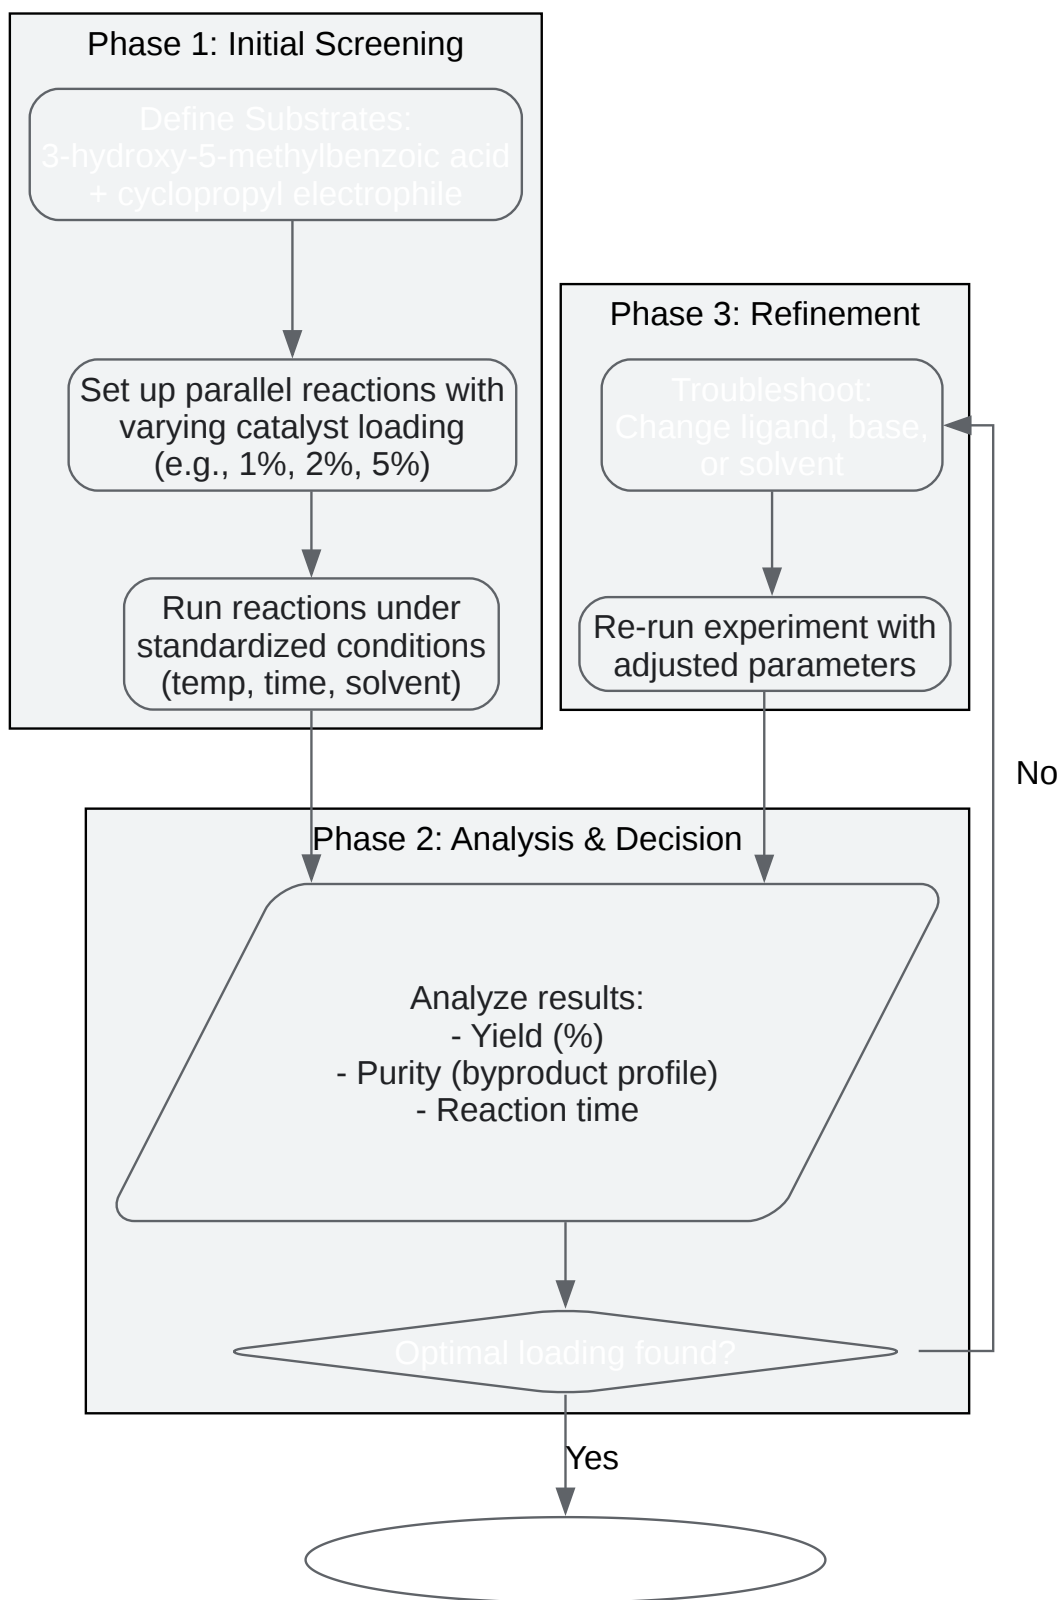 Phase 1: Initial Screening
Define Substrates:
3-hydroxy-5-methylbenzoic acid
+ cyclopropyl electrophile
Set up parallel reactions with
varying catalyst loading
(e.g., 1%, 2%, 5%)
Run reactions under
standardized conditions
(temp, time, solvent)
Phase 3: Refinement
Troubleshoot:
Change ligand, base,
or solvent
Re-run experiment with
adjusted parameters
No
Phase 2: Analysis & Decision
Analyze results:
- Yield (%)
- Purity (byproduct profile)
- Reaction time
Optimal loading found?
Yes